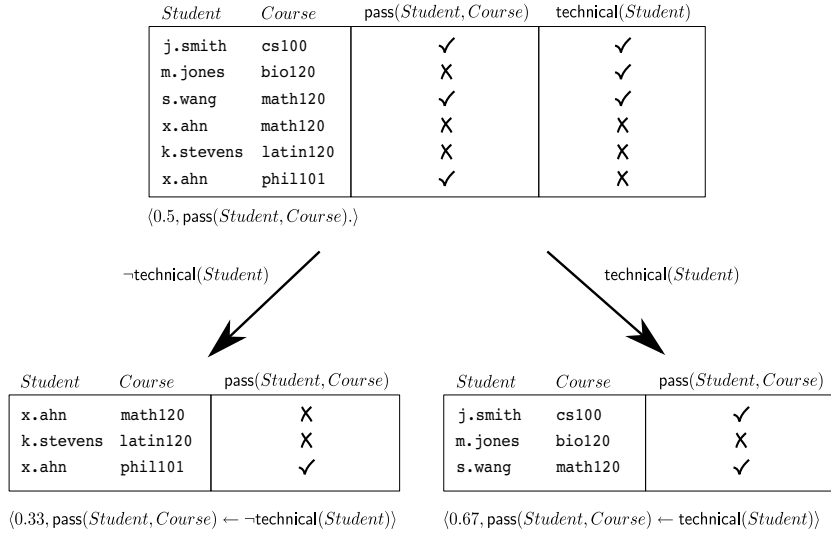 Student Course pass(Student, Course) technical(Student)
j.smith cs100 ✓ ✓
m.jones bio120 ✗ ✓
s.wang math120 ✓ ✓
x.ahn math120 ✗ ✗
k.stevens latin120 ✗ ✗
x.ahn phil101 ✓ ✗
⟨0.5, pass(Student, Course).⟩
¬technical(Student) technical(Student)
Student Course pass(Student, Course)
x.ahn math120 ✗
k.stevens latin120 ✗
x.ahn phil101 ✓
⟨0.33, pass(Student, Course) ← ¬technical(Student)⟩
Student Course pass(Student, Course)
j.smith cs100 ✓
m.jones bio120 ✗
s.wang math120 ✓
⟨0.67, pass(Student, Course) ← technical(Student)⟩